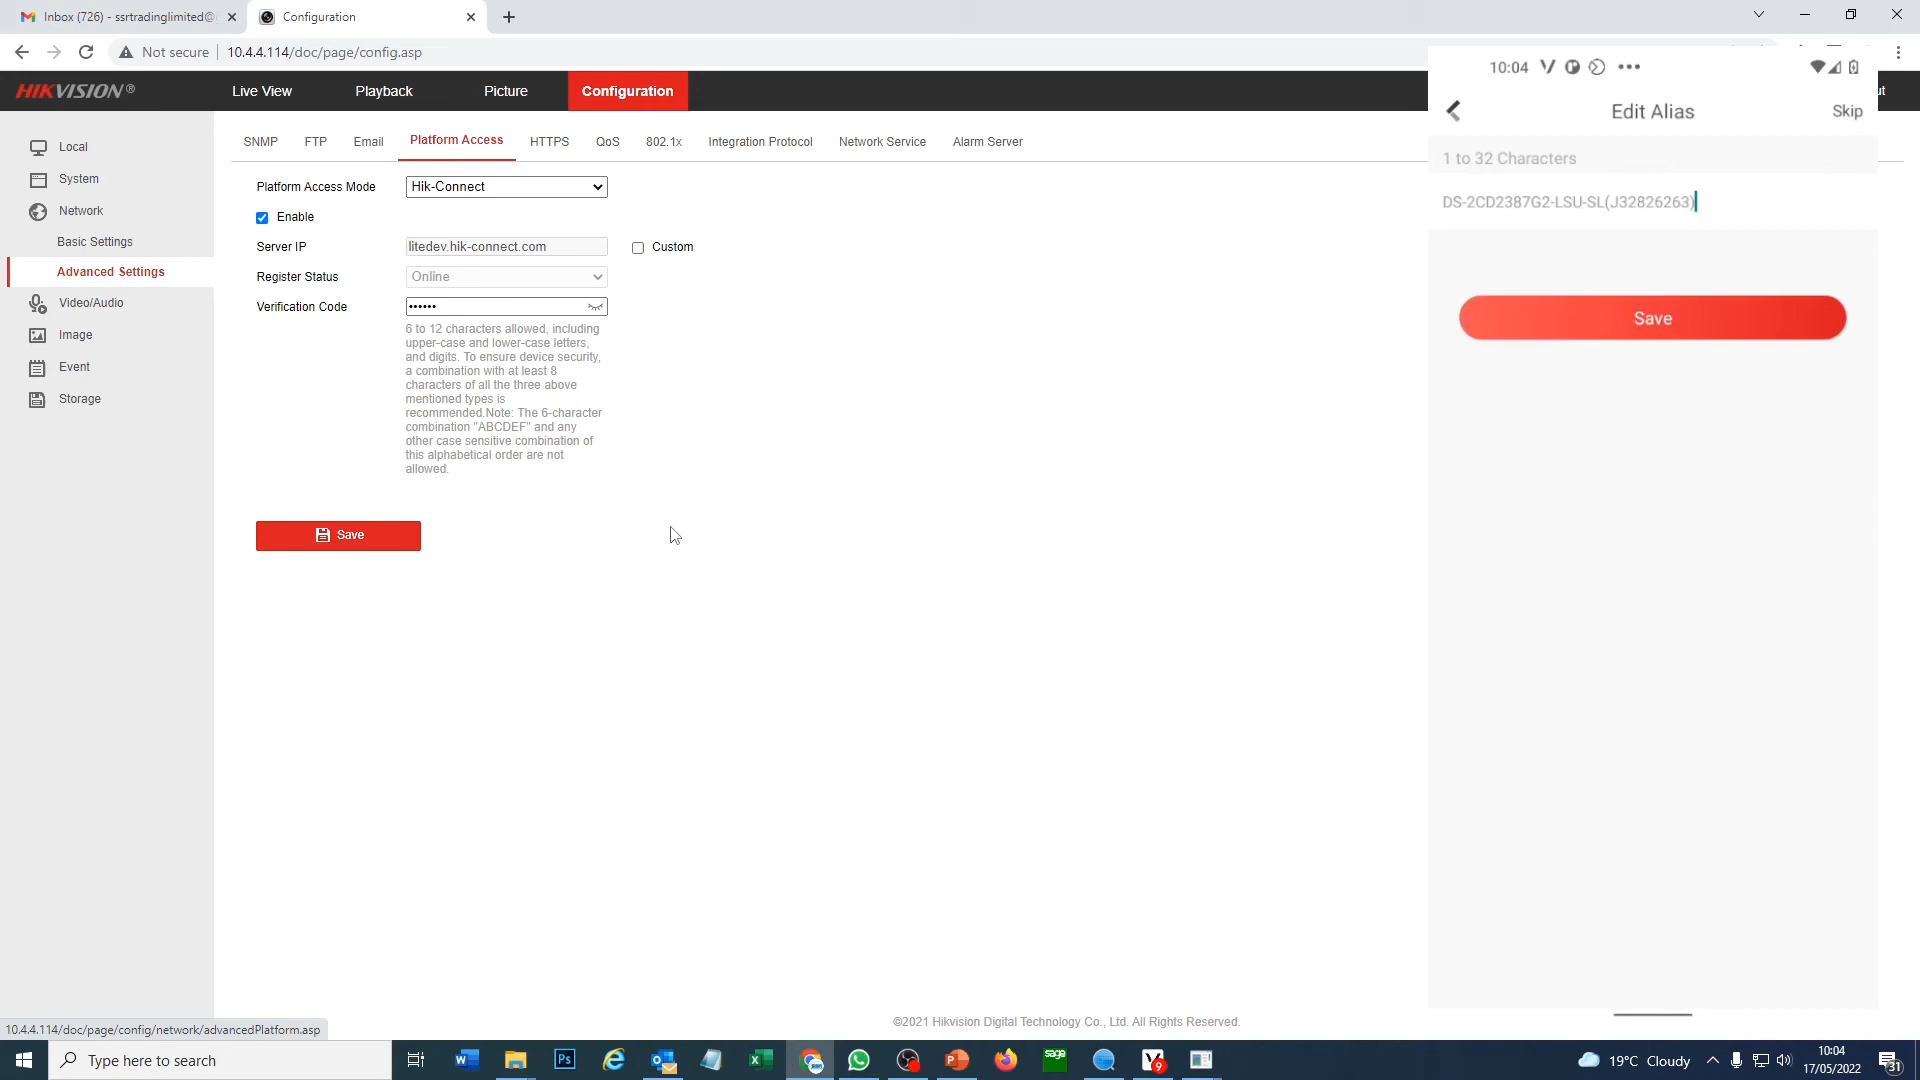 Inbox (726) - ssrtradinglimited@
Configuration
Not secure
10.4.4.114/doc/page/config.asp
HIKVISION®
Live View
Playback
Picture
Configuration
ut
Local
System
Network
Basic Settings
Advanced Settings
Video/Audio
Image
Event
Storage
SNMP
FTP
Email
Platform Access
HTTPS
QoS
802.1x
Integration Protocol
Network Service
Alarm Server
Platform Access Mode
Hik-Connect
Enable
Server IP
litedev.hik-connect.com
Custom
Register Status
Online
Verification Code
••••••
6 to 12 characters allowed, including
upper-case and lower-case letters,
and digits. To ensure device security,
a combination with at least 8
characters of all the three above
mentioned types is
recommended.Note: The 6-character
combination "ABCDEF" and any
other case sensitive combination of
this alphabetical order are not
allowed.
Save
10:04
Edit Alias
Skip
1 to 32 Characters
DS-2CD2387G2-LSU-SL(J32826263)
Save
©2021 Hikvision Digital Technology Co., Ltd. All Rights Reserved.
10.4.4.114/doc/page/config/network/advancedPlatform.asp
Type here to search
Ps
sage
9
19°C Cloudy
10:04
17/05/2022
31